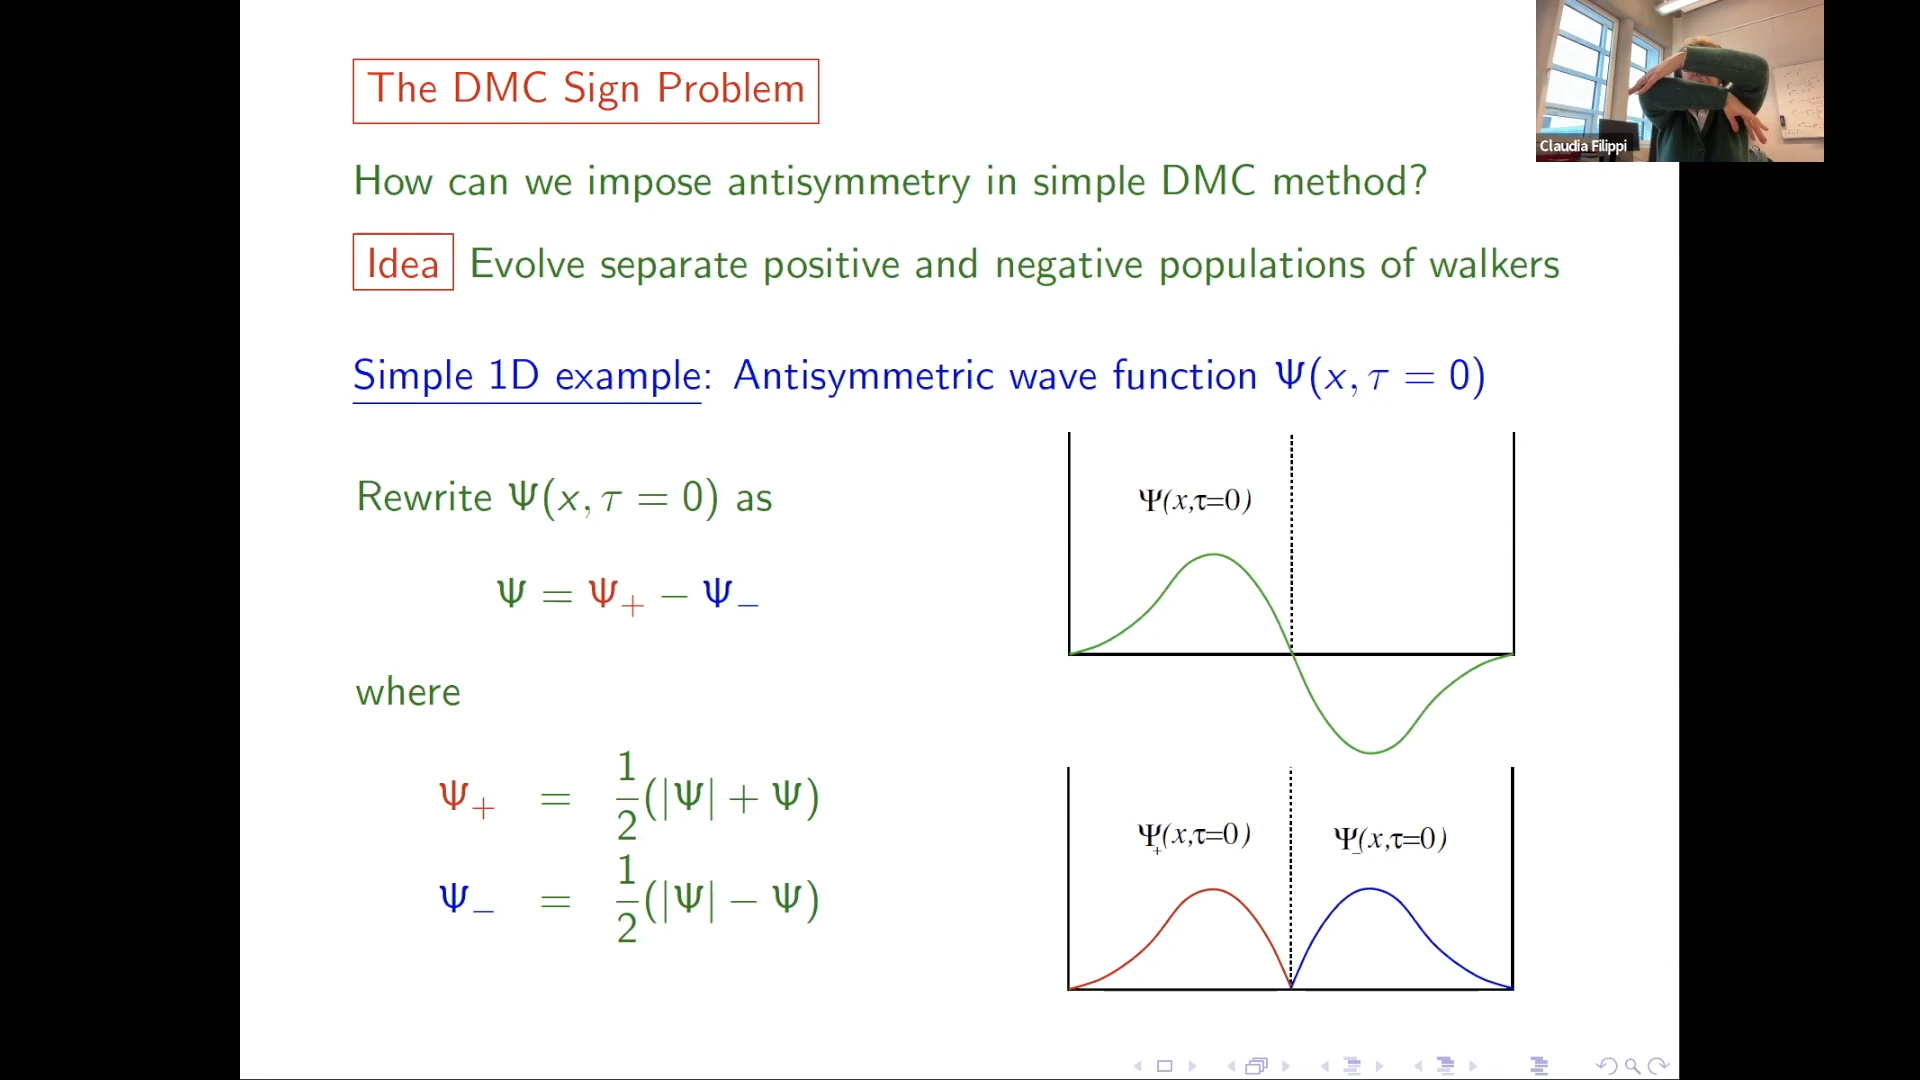 The DMC Sign Problem
Claudia Filippi
How can we impose antisymmetry in simple DMC method?
Idea Evolve separate positive and negative populations of walkers
Simple 1D example: Antisymmetric wave function Ψ(x, τ = 0)
Rewrite Ψ(x, τ = 0) as
Ψ(x,τ=0)
Ψ = Ψ₊ − Ψ₋
where
Ψ₊ = 1/2(|Ψ| + Ψ)
Ψ₋ = 1/2(|Ψ| − Ψ)
Ψ₊(x,τ=0) Ψ₋(x,τ=0)